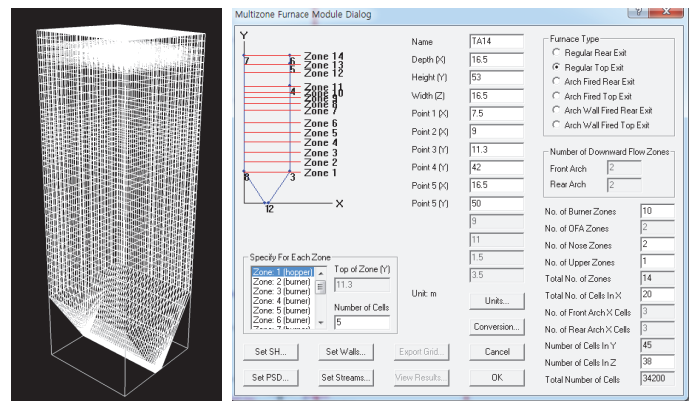 Multizone Furnace Module Dialog
Y
Zone 14
Zone 13
Zone 12
Zone 11
Zone 10
Zone 9
Zone 8
Zone 7
Zone 6
Zone 5
Zone 4
Zone 3
Zone 2
Zone 1
7
6
5
4
8
3
12
X
Name TA14
Depth (X) 16.5
Height (Y) 53
Width (Z) 16.5
Point 1 (X) 7.5
Point 2 (X) 9
Point 3 (Y) 11.3
Point 4 (Y) 42
Point 5 (X) 16.5
Point 5 (Y) 50
9
11
1.5
3.5
Unit: m
Specify For Each Zone
Zone: 1 (hopper)
Zone: 2 (burner)
Zone: 3 (burner)
Zone: 4 (burner)
Zone: 5 (burner)
Zone: 6 (burner)
Top of Zone (Y)
11.3
Number of Cells
5
Units...
Conversion...
Set SH...
Set Walls...
Export Grid...
Cancel
Set PSD...
Set Streams...
View Results...
OK
Furnace Type
Regular Rear Exit
Regular Top Exit
Arch Fired Rear Exit
Arch Fired Top Exit
Arch Wall Fired Rear Exit
Arch Wall Fired Top Exit
Number of Downward Flow Zones
Front Arch 2
Rear Arch 2
No. of Burner Zones 10
No. of OFA Zones 2
No. of Nose Zones 2
No. of Upper Zones 1
Total No. of Zones 14
Total No. of Cells In X 20
No. of Front Arch X Cells 3
No. of Rear Arch X Cells 3
Number of Cells In Y 45
Number of Cells In Z 38
Total Number of Cells 34200